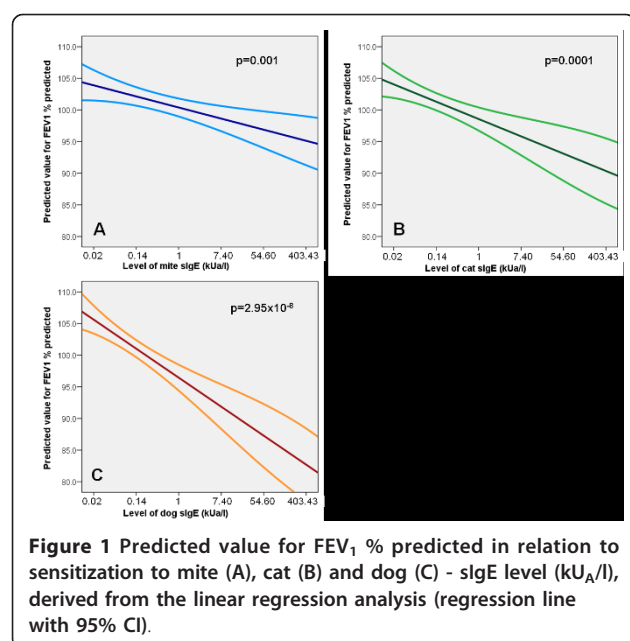 110.0
105.0
100.0
95.0
90.0
85.0
80.0
Predicted value for FEV1 % predicted
p=0.001
A
0.02 0.14 1 7.40 54.60 403.43
Level of mite sIgE (kUa/l)
110.0
105.0
100.0
95.0
90.0
85.0
80.0
Predicted value for FEV1 % predicted
p=0.0001
B
0.02 0.14 1 7.40 54.60 403.43
Level of cat sIgE (kUa/l)
110.0
105.0
100.0
95.0
90.0
85.0
80.0
Predicted value for FEV1 % predicted
p=2.95x10⁻⁸
C
0.02 0.14 1 7.40 54.60 403.43
Level of dog sIgE (kUa/l)
Figure 1 Predicted value for FEV₁ % predicted in relation to
sensitization to mite (A), cat (B) and dog (C) - sIgE level (kU_A/l),
derived from the linear regression analysis (regression line
with 95% CI).